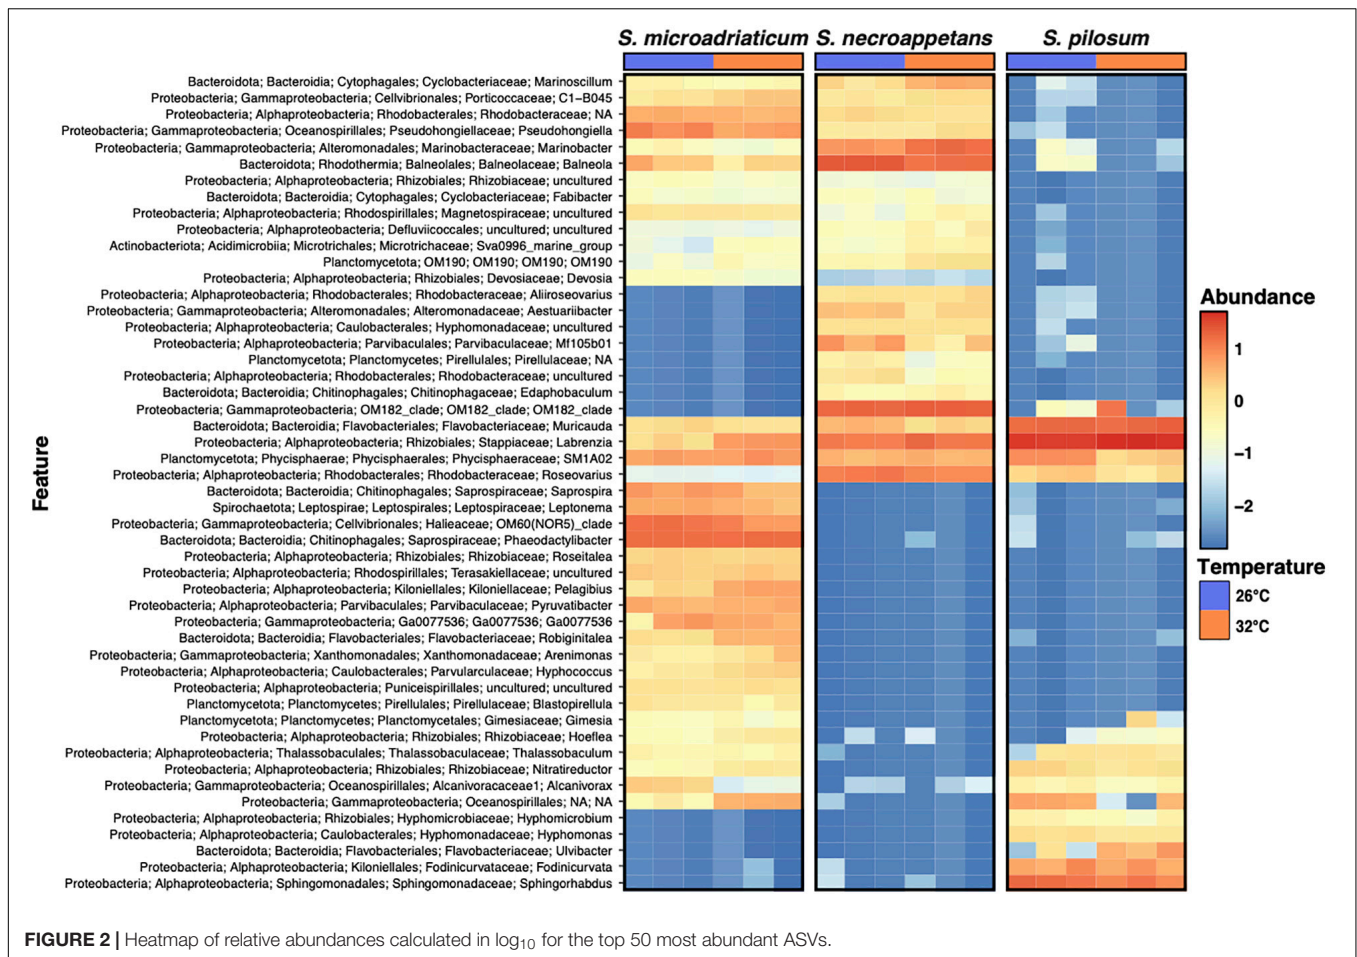 S. microadriaticum S. necroappetans S. pilosum
Bacteroidota; Bacteroidia; Cytophagales; Cyclobacteriaceae; Marinoscillum
Proteobacteria; Gammaproteobacteria; Cellvibrionales; Porticoccaceae; C1−B045
Proteobacteria; Alphaproteobacteria; Rhodobacterales; Rhodobacteraceae; NA
Proteobacteria; Gammaproteobacteria; Oceanospirillales; Pseudohongiellaceae; Pseudohongiella
Proteobacteria; Gammaproteobacteria; Alteromonadales; Marinobacteraceae; Marinobacter
Bacteroidota; Rhodothermia; Balneolales; Balneolaceae; Balneola
Proteobacteria; Alphaproteobacteria; Rhizobiales; Rhizobiaceae; uncultured
Bacteroidota; Bacteroidia; Cytophagales; Cyclobacteriaceae; Fabibacter
Proteobacteria; Alphaproteobacteria; Rhodospirillales; Magnetospiraceae; uncultured
Proteobacteria; Alphaproteobacteria; Defluviicoccales; uncultured; uncultured
Actinobacteriota; Acidimicrobiia; Microtrichales; Microtrichaceae; Sva0996_marine_group
Planctomycetota; OM190; OM190; OM190; OM190
Proteobacteria; Alphaproteobacteria; Rhizobiales; Devosiaceae; Devosia
Proteobacteria; Alphaproteobacteria; Rhodobacterales; Rhodobacteraceae; Aliiroseovarius
Proteobacteria; Gammaproteobacteria; Alteromonadales; Alteromonadaceae; Aestuariibacter
Proteobacteria; Alphaproteobacteria; Caulobacterales; Hyphomonadaceae; uncultured
Proteobacteria; Alphaproteobacteria; Parvibaculales; Parvibaculaceae; Mf105b01
Planctomycetota; Planctomycetes; Pirellulales; Pirellulaceae; NA
Proteobacteria; Alphaproteobacteria; Rhodobacterales; Rhodobacteraceae; uncultured
Bacteroidota; Bacteroidia; Chitinophagales; Chitinophagaceae; Edaphobaculum
Proteobacteria; Gammaproteobacteria; OM182_clade; OM182_clade; OM182_clade
Bacteroidota; Bacteroidia; Flavobacteriales; Flavobacteriaceae; Muricauda
Proteobacteria; Alphaproteobacteria; Rhizobiales; Stappiaceae; Labrenzia
Planctomycetota; Phycisphaerae; Phycisphaerales; Phycisphaeraceae; SM1A02
Proteobacteria; Alphaproteobacteria; Rhodobacterales; Rhodobacteraceae; Roseovarius
Bacteroidota; Bacteroidia; Chitinophagales; Saprospiraceae; Saprospira
Spirochaetota; Leptospirae; Leptospirales; Leptospiraceae; Leptonema
Proteobacteria; Gammaproteobacteria; Cellvibrionales; Halieaceae; OM60(NOR5)_clade
Bacteroidota; Bacteroidia; Chitinophagales; Saprospiraceae; Phaeodactylibacter
Proteobacteria; Alphaproteobacteria; Rhizobiales; Rhizobiaceae; Roseitalea
Proteobacteria; Alphaproteobacteria; Rhodospirillales; Terasakiellaceae; uncultured
Proteobacteria; Alphaproteobacteria; Kiloniellales; Kiloniellaceae; Pelagibius
Proteobacteria; Alphaproteobacteria; Parvibaculales; Parvibaculaceae; Pyruvatibacter
Proteobacteria; Gammaproteobacteria; Ga0077536; Ga0077536; Ga0077536
Bacteroidota; Bacteroidia; Flavobacteriales; Flavobacteriaceae; Robiginitalea
Proteobacteria; Gammaproteobacteria; Xanthomonadales; Xanthomonadaceae; Arenimonas
Proteobacteria; Alphaproteobacteria; Caulobacterales; Parvularculaceae; Hyphococcus
Proteobacteria; Alphaproteobacteria; Puniceispirillales; uncultured; uncultured
Planctomycetota; Planctomycetes; Pirellulales; Pirellulaceae; Blastopirellula
Planctomycetota; Planctomycetes; Planctomycetales; Gimesiaceae; Gimesia
Proteobacteria; Alphaproteobacteria; Rhizobiales; Rhizobiaceae; Hoeflea
Proteobacteria; Alphaproteobacteria; Thalassobaculales; Thalassobaculaceae; Thalassobaculum
Proteobacteria; Alphaproteobacteria; Rhizobiales; Rhizobiaceae; Nitratireductor
Proteobacteria; Gammaproteobacteria; Oceanospirillales; Alcanivoracaceae1; Alcanivorax
Proteobacteria; Gammaproteobacteria; Oceanospirillales; NA; NA
Proteobacteria; Alphaproteobacteria; Rhizobiales; Hyphomicrobiaceae; Hyphomicrobium
Proteobacteria; Alphaproteobacteria; Caulobacterales; Hyphomonadaceae; Hyphomonas
Bacteroidota; Bacteroidia; Flavobacteriales; Flavobacteriaceae; Ulvibacter
Proteobacteria; Alphaproteobacteria; Kiloniellales; Fodinicurvataceae; Fodinicurvata
Proteobacteria; Alphaproteobacteria; Sphingomonadales; Sphingomonadaceae; Sphingorhabdus
Feature
Abundance
1
0
−1
−2
Temperature
26°C
32°C
FIGURE 2 | Heatmap of relative abundances calculated in log10 for the top 50 most abundant ASVs.